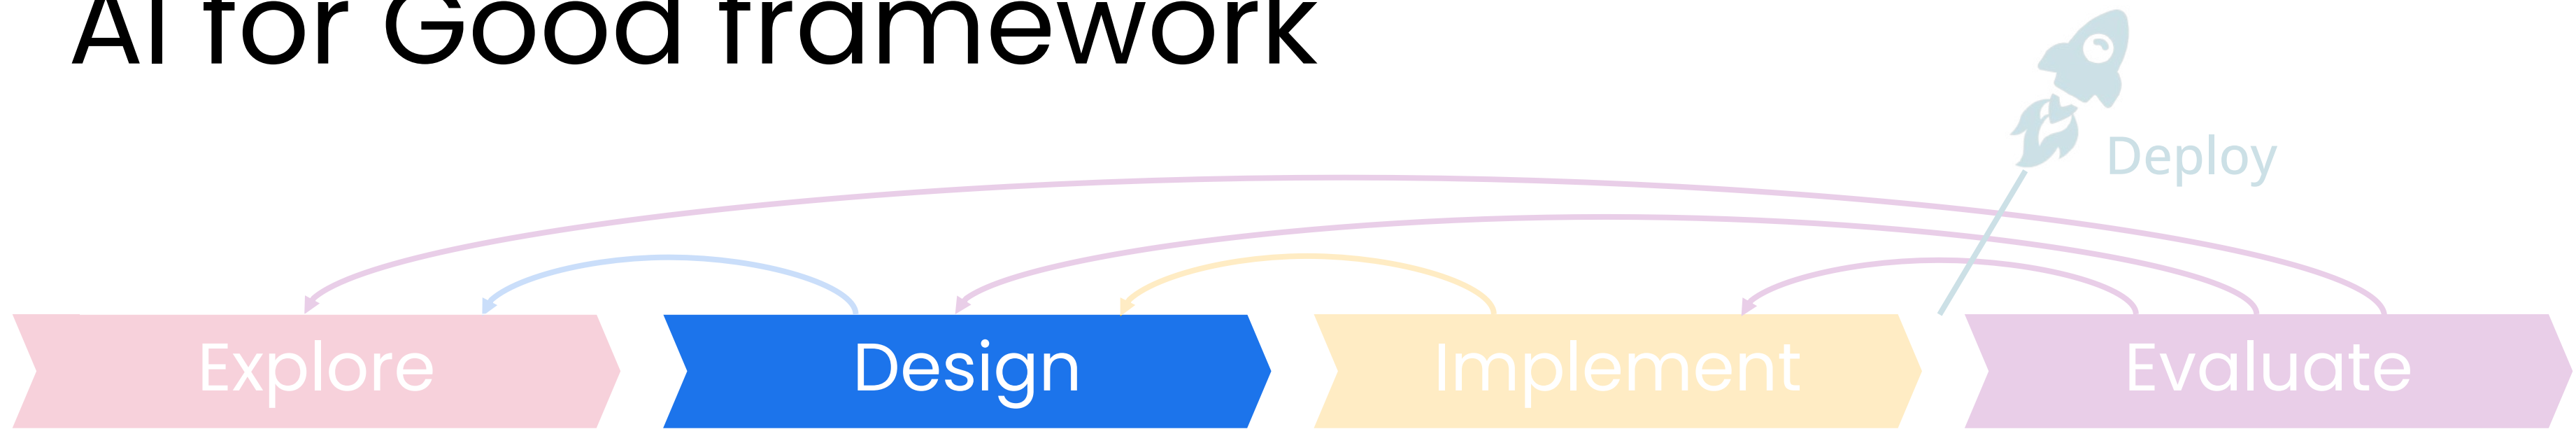 AI for Good framework
Deploy
Explore
Design
Implement
Evaluate